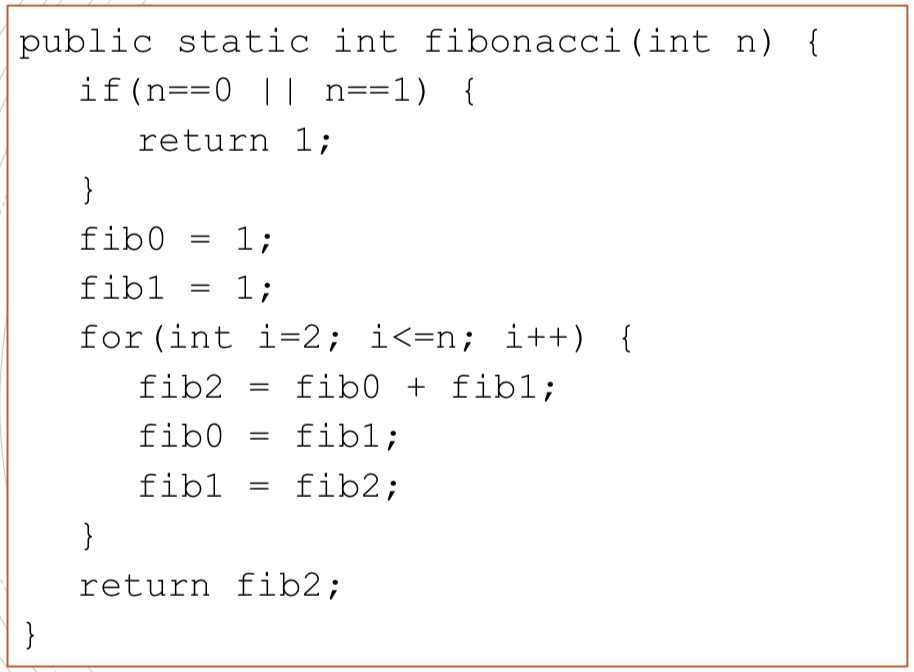 public static int fibonacci(int n) {
   if(n==0 || n==1) {
      return 1;
   }
   fib0 = 1;
   fib1 = 1;
   for(int i=2; i<=n; i++) {
      fib2 = fib0 + fib1;
      fib0 = fib1;
      fib1 = fib2;
   }
   return fib2;
}